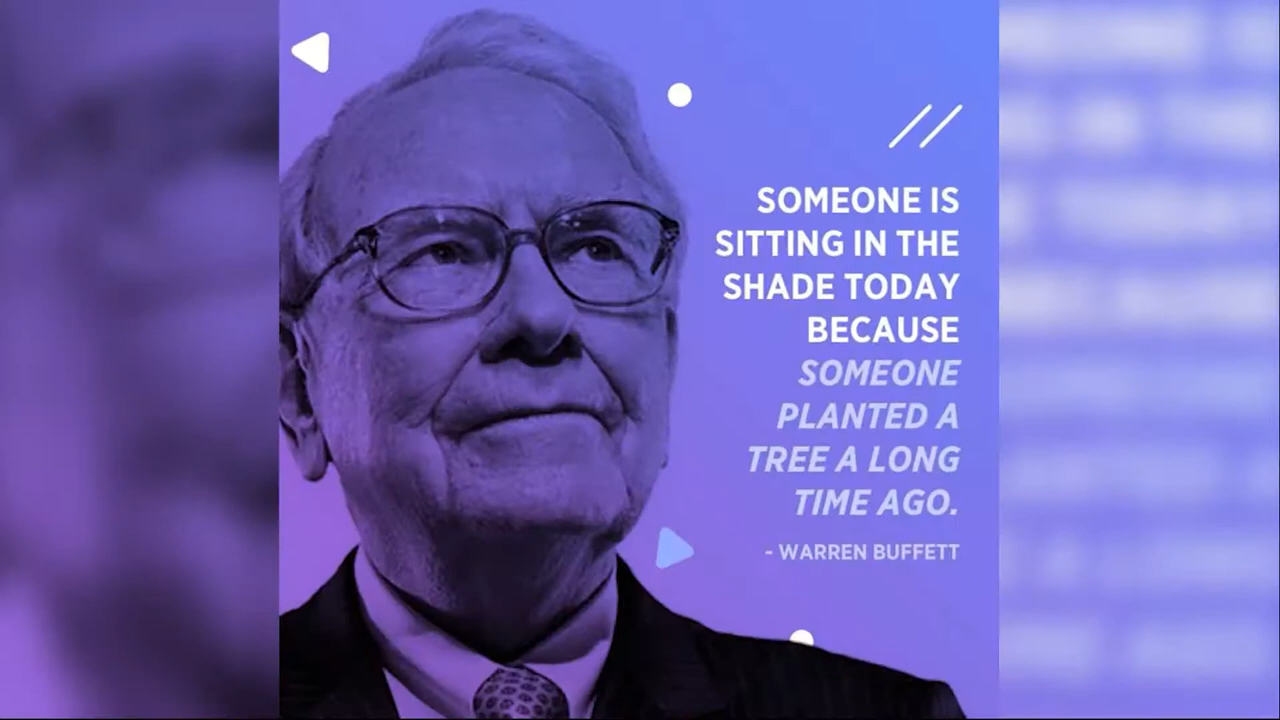 SOMEONE IS
SITTING IN THE
SHADE TODAY
BECAUSE
SOMEONE
PLANTED A
TREE A LONG
TIME AGO.
- WARREN BUFFETT